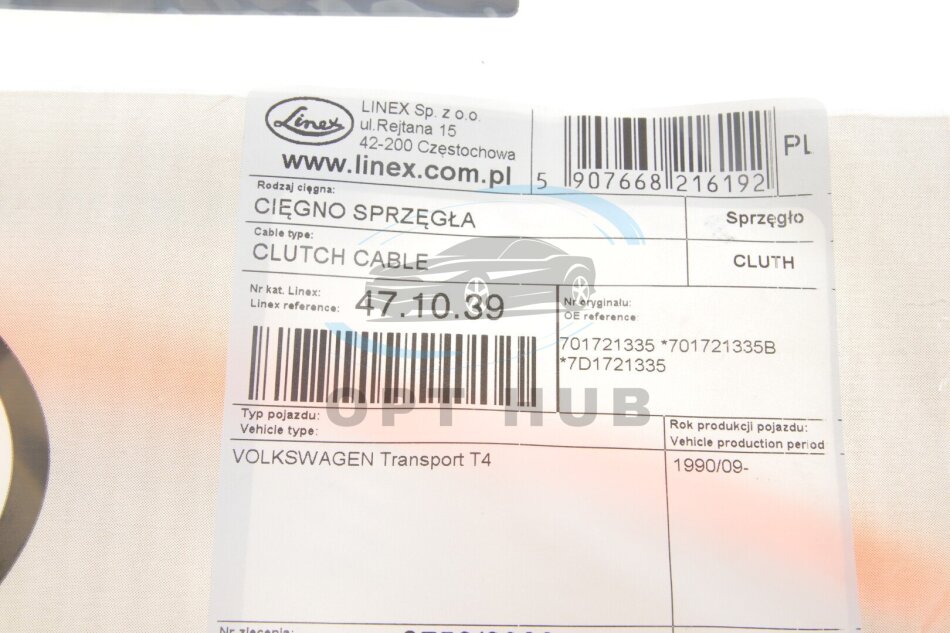 Linex
LINEX Sp. z o.o.
ul.Rejtana 15
42-200 Częstochowa
www.linex.com.pl
5 907668 216192
PL
Rodzaj cięgna:
CIĘGNO SPRZĘGŁA
Sprzęgło
Cable type:
CLUTCH CABLE
CLUTH
Nr kat. Linex:
Linex reference:
47.10.39
Nr oryginału:
OE reference:
701721335 *701721335B
*7D1721335
OPT HUB
Typ pojazdu:
Vehicle type:
Rok produkcji pojazdu:
Vehicle production period
VOLKSWAGEN Transport T4
1990/09-
Nr zlecenia: